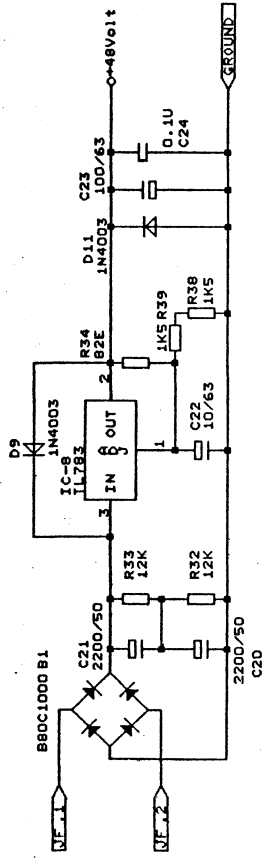 JF.1
JF.2
B80C1000 B1
C21
2200/50
2200/50
C20
R33
12K
R32
12K
D9
1N4003
IC-8
TL783
IN
OUT
ADJ
3
2
1
R34
82E
C22
10/63
1K5
R39
R38
1K5
D11
1N4003
C23
100/63
0.1U
C24
+48Volt
GROUND